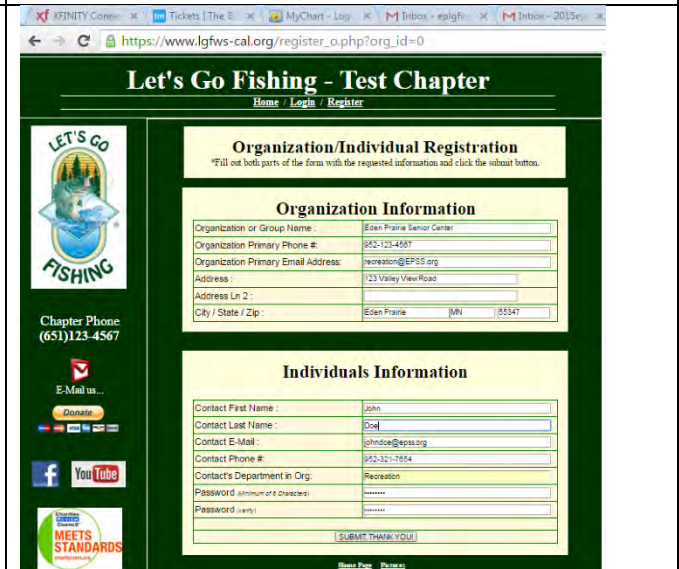 XFINITY Conne
Tickets | The E
MyChart - Log
Inbox - eplgfe
Inbox - 2015e
https://www.lgfws-cal.org/register_o.php?org_id=0
Let's Go Fishing - Test Chapter
Home / Login / Register
LET'S GO
FISHING
Chapter Phone
(651)123-4567
E-Mail us...
Donate
VISA
f
You Tube
Charities
Review
Council
MEETS
STANDARDS
Organization/Individual Registration
*Fill out both parts of the form with the requested information and click the submit button.
Organization Information
Organization or Group Name : Eden Prairie Senior Center
Organization Primary Phone #: 952-123-4567
Organization Primary Email Address: recreation@EPSS.org
Address : 123 Valley View Road
Address Ln 2 :
City / State / Zip : Eden Prairie MN 55347
Individuals Information
Contact First Name : John
Contact Last Name : Doe
Contact E-Mail : johndoe@epss.org
Contact Phone #: 952-321-7654
Contact's Department in Org: Recreation
Password (Minimum of 6 Characters) ••••••••
Password (verify) ••••••••
SUBMIT, THANK YOU!
Home Page Pictures